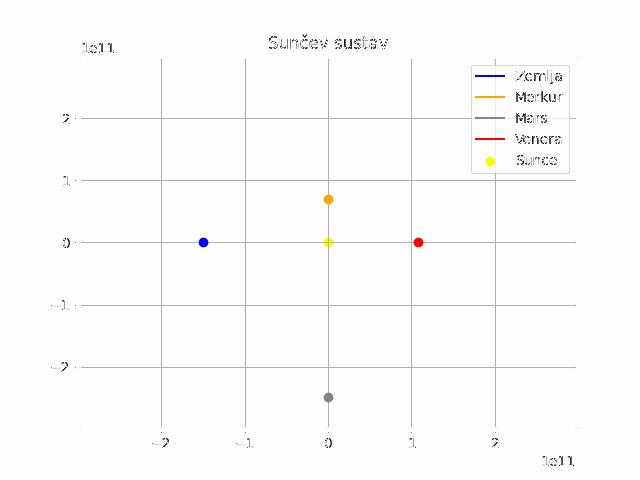 Sunčev sustav
1e11
Zemlja
Merkur
Mars
Venera
Sunce
2
1
0
−1
−2
−2
−1
0
1
2
1e11